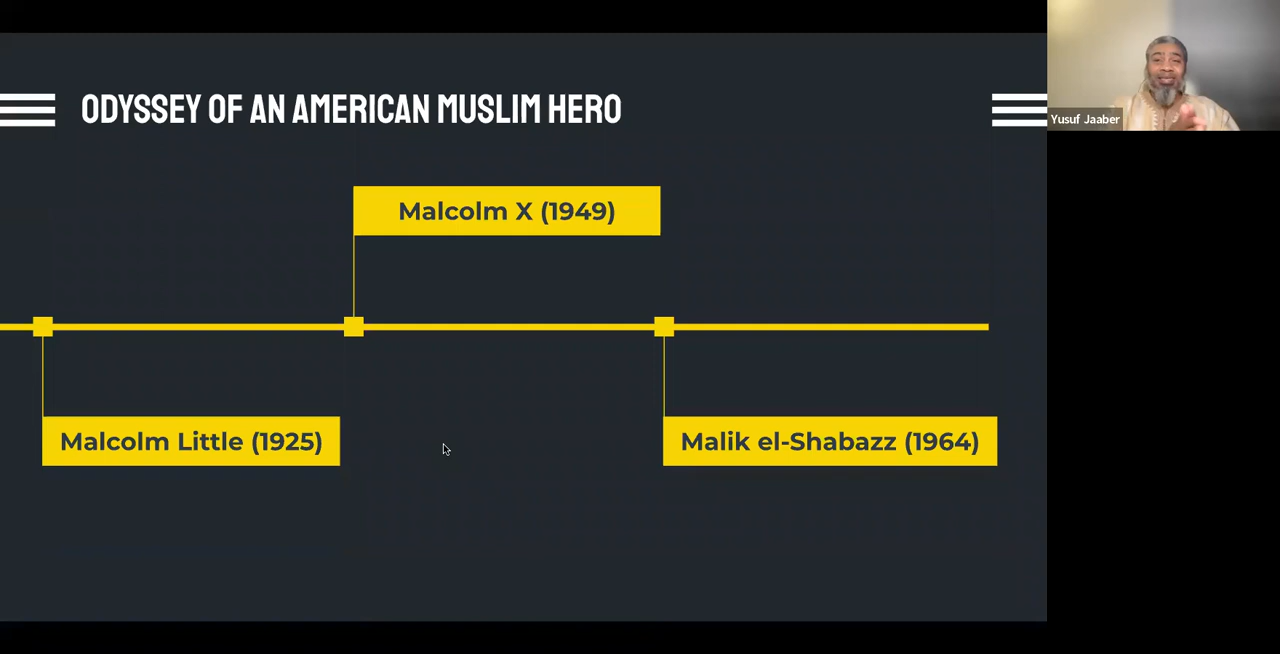 ODYSSEY OF AN AMERICAN MUSLIM HERO
Yusuf Jaaber
Malcolm X (1949)
Malcolm Little (1925)
Malik el-Shabazz (1964)